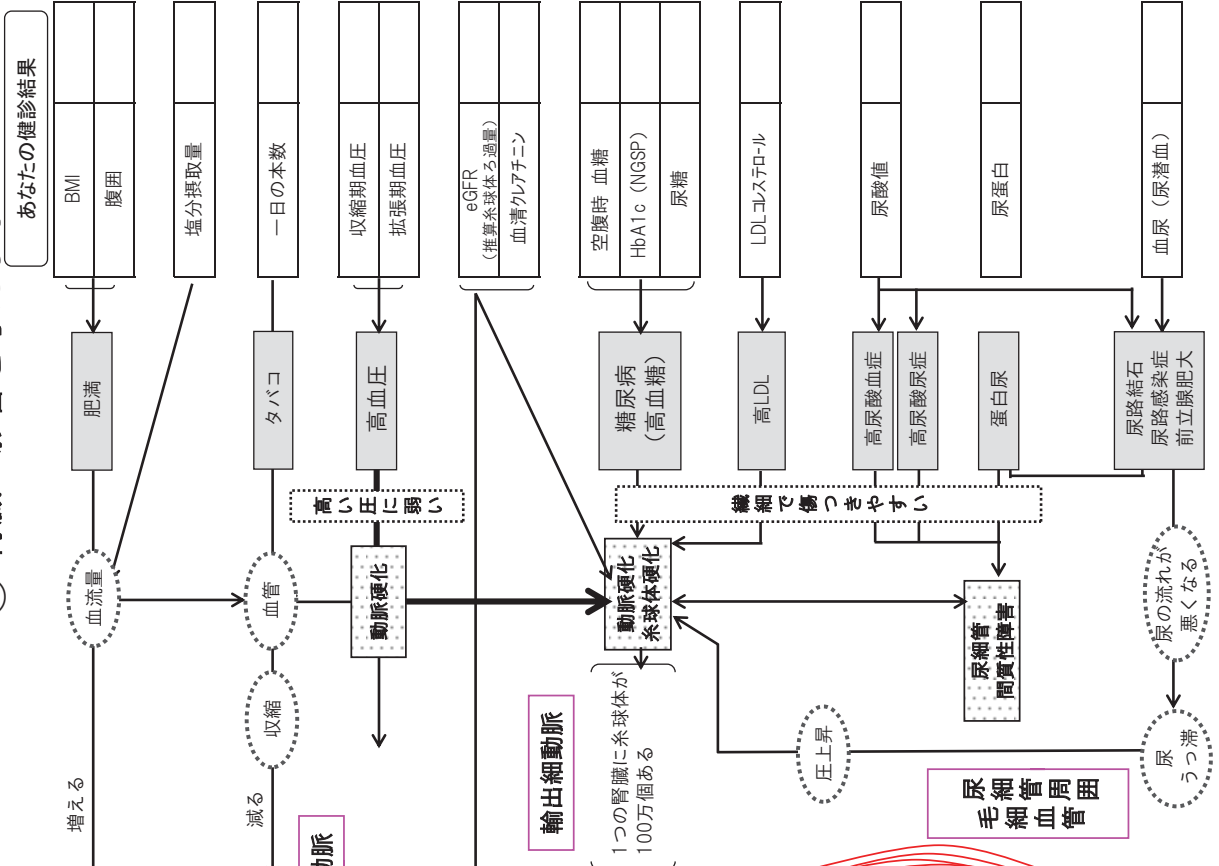 あなたの健診結果
BMI
腹囲
塩分摂取量
一日の本数
収縮期血圧
拡張期血圧
eGFR
(推算糸球体ろ過量)
血清クレアチニン
空腹時 血糖
HbA1c (NGSP)
尿糖
LDLコレステロール
尿酸値
尿蛋白
血尿（尿潜血）
肥満
タバコ
高血圧
糖尿病
（高血糖）
高LDL
高尿酸血症
高尿酸尿症
蛋白尿
尿路結石
尿路感染症
前立腺肥大
高い圧に弱い
繊細で傷つきやすい
血流量
血管
動脈硬化
動脈硬化
糸球体硬化
尿細管
間質性障害
尿の流れが
悪くなる
収縮
1つの腎臓に糸球体が
100万個ある
圧上昇
尿
うっ滞
増える
減る
動脈
輸出細動脈
尿細管周囲
毛細血管